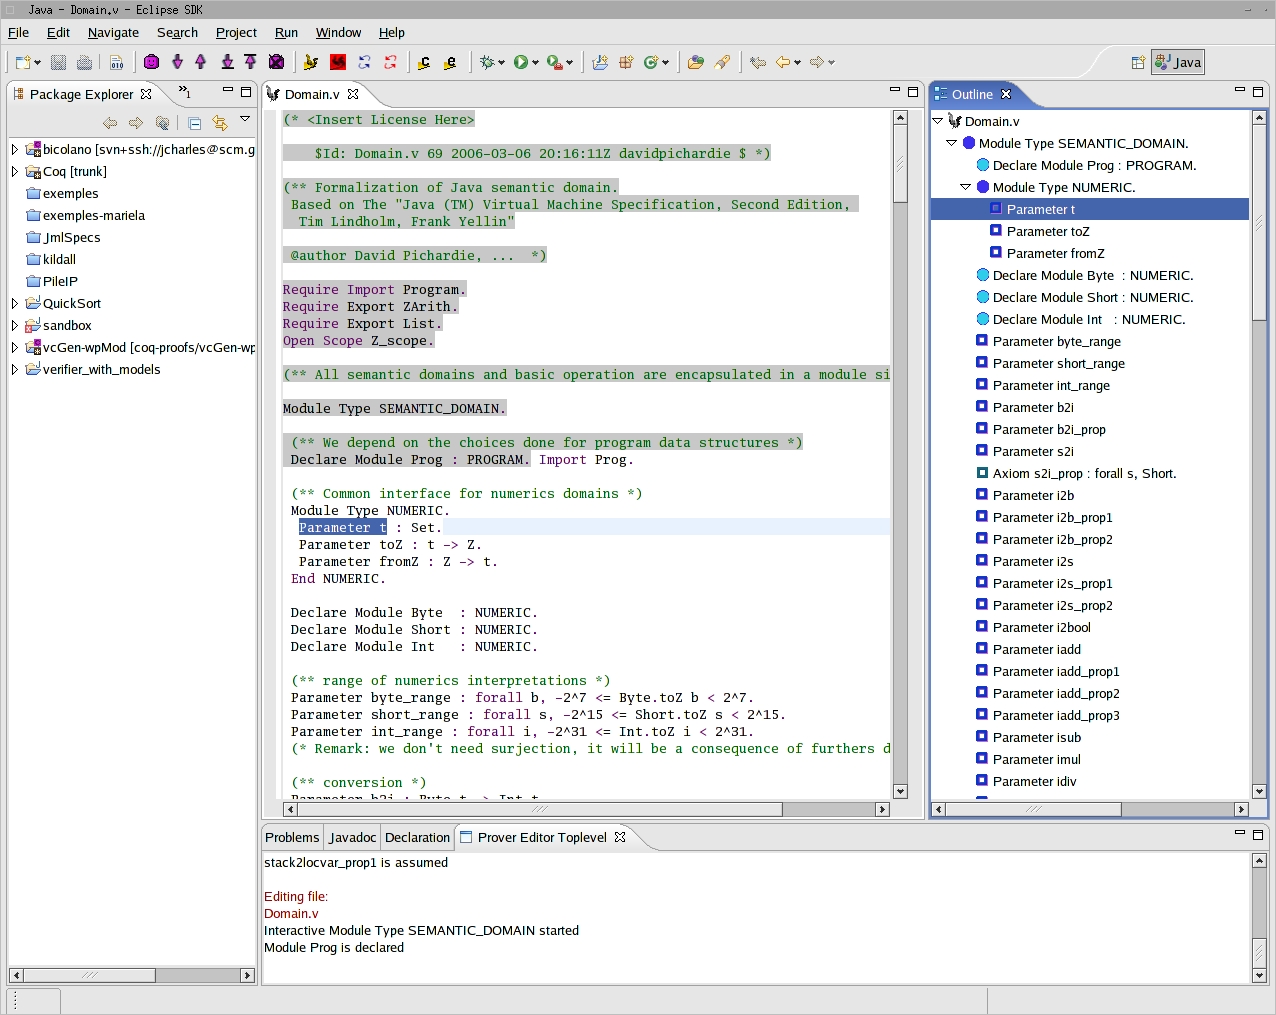 Java - Domain.v - Eclipse SDK
File Edit Navigate Search Project Run Window Help
Java
Package Explorer
»1
bicolano [svn+ssh://jcharles@scm.g
Coq [trunk]
exemples
exemples-mariela
JmlSpecs
kildall
PileIP
QuickSort
sandbox
vcGen-wpMod [coq-proofs/vcGen-wp
verifier_with_models
Domain.v
(* <Insert License Here>
$Id: Domain.v 69 2006-03-06 20:16:11Z davidpichardie $ *)
(** Formalization of Java semantic domain.
Based on The "Java (TM) Virtual Machine Specification, Second Edition,
Tim Lindholm, Frank Yellin"
@author David Pichardie, ...  *)
Require Import Program.
Require Export ZArith.
Require Export List.
Open Scope Z_scope.
(** All semantic domains and basic operation are encapsulated in a module si
Module Type SEMANTIC_DOMAIN.
(** We depend on the choices done for program data structures *)
Declare Module Prog : PROGRAM. Import Prog.
(** Common interface for numerics domains *)
Module Type NUMERIC.
Parameter t : Set.
Parameter toZ : t -> Z.
Parameter fromZ : Z -> t.
End NUMERIC.
Declare Module Byte  : NUMERIC.
Declare Module Short : NUMERIC.
Declare Module Int   : NUMERIC.
(** range of numerics interpretations *)
Parameter byte_range : forall b, -2^7 <= Byte.toZ b < 2^7.
Parameter short_range : forall s, -2^15 <= Short.toZ s < 2^15.
Parameter int_range : forall i, -2^31 <= Int.toZ i < 2^31.
(* Remark: we don't need surjection, it will be a consequence of furthers d
(** conversion *)
Parameter b2i : Byte.t -> Int.t
Outline
Domain.v
Module Type SEMANTIC_DOMAIN.
Declare Module Prog : PROGRAM.
Module Type NUMERIC.
Parameter t
Parameter toZ
Parameter fromZ
Declare Module Byte  : NUMERIC.
Declare Module Short : NUMERIC.
Declare Module Int   : NUMERIC.
Parameter byte_range
Parameter short_range
Parameter int_range
Parameter b2i
Parameter b2i_prop
Parameter s2i
Axiom s2i_prop : forall s, Short.
Parameter i2b
Parameter i2b_prop1
Parameter i2b_prop2
Parameter i2s
Parameter i2s_prop1
Parameter i2s_prop2
Parameter i2bool
Parameter iadd
Parameter iadd_prop1
Parameter iadd_prop2
Parameter iadd_prop3
Parameter isub
Parameter imul
Parameter idiv
Problems Javadoc Declaration Prover Editor Toplevel
stack2locvar_prop1 is assumed
Editing file:
Domain.v
Interactive Module Type SEMANTIC_DOMAIN started
Module Prog is declared